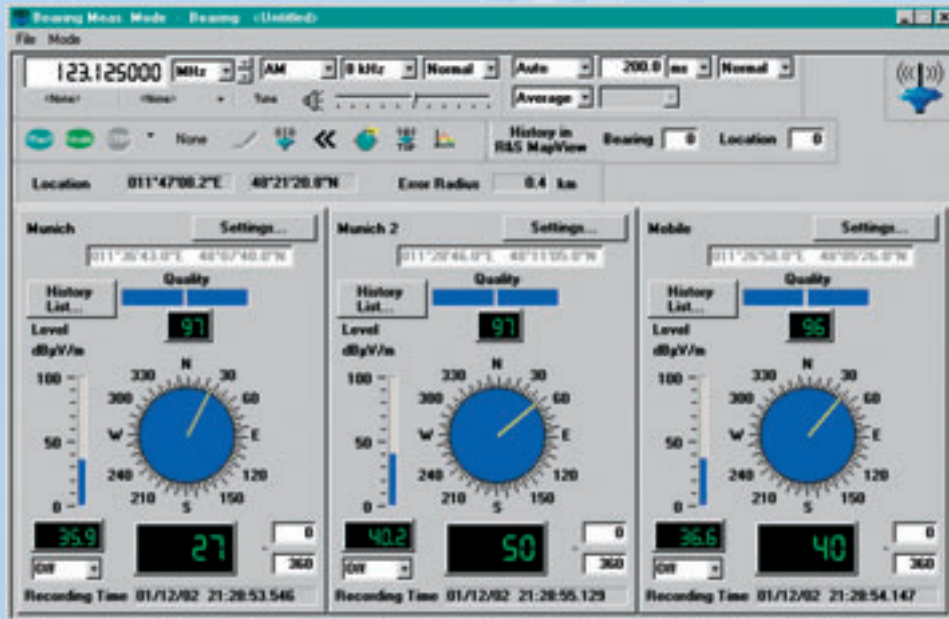 Bearing Meas. Mode - Bearing <Untitled>
File Mode
123.125000 MHz AM 8 kHz Normal Auto 200.0 ms Normal
<None> <None> Tune Average
None History in R&S MapView Bearing 0 Location 0
Location 011°47'08.2"E 48°21'20.8"N Error Radius 0.4 km
Munich Settings...
011°36'43.0"E 48°07'40.0"N
Quality
History List...
97
Level
dBµV/m
N
330 30
100 300 60
50 W E
240 120
0 210 150
S
35.9 27 - 0
Off 360
Recording Time 01/12/02 21:28:53.546
Munich 2 Settings...
011°28'46.0"E 48°11'05.0"N
Quality
History List...
97
Level
dBµV/m
N
330 30
100 300 60
50 W E
240 120
0 210 150
S
40.2 50 - 0
Off 360
Recording Time 01/12/02 21:28:55.129
Mobile Settings...
011°26'58.0"E 48°05'26.0"N
Quality
History List...
96
Level
dBµV/m
N
330 30
100 300 60
50 W E
240 120
0 210 150
S
36.6 40 - 0
Off 360
Recording Time 01/12/02 21:28:54.147